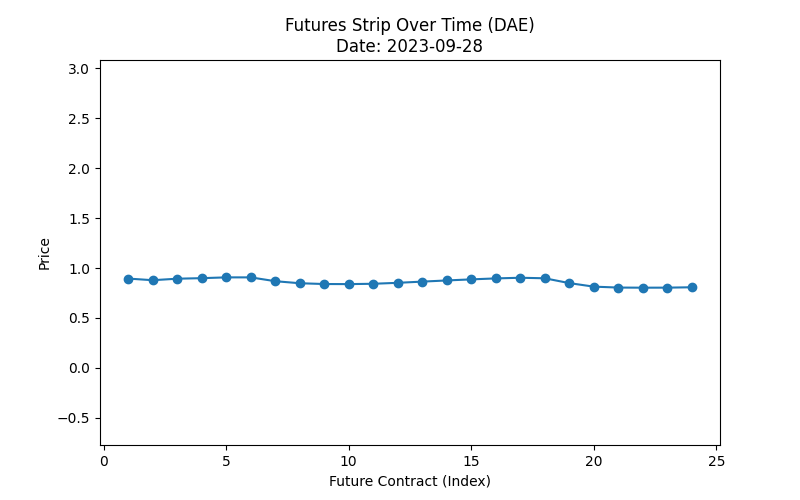 Futures Strip Over Time (DAE)
Date: 2023-09-28
Price
3.0
2.5
2.0
1.5
1.0
0.5
0.0
−0.5
0 5 10 15 20 25
Future Contract (Index)